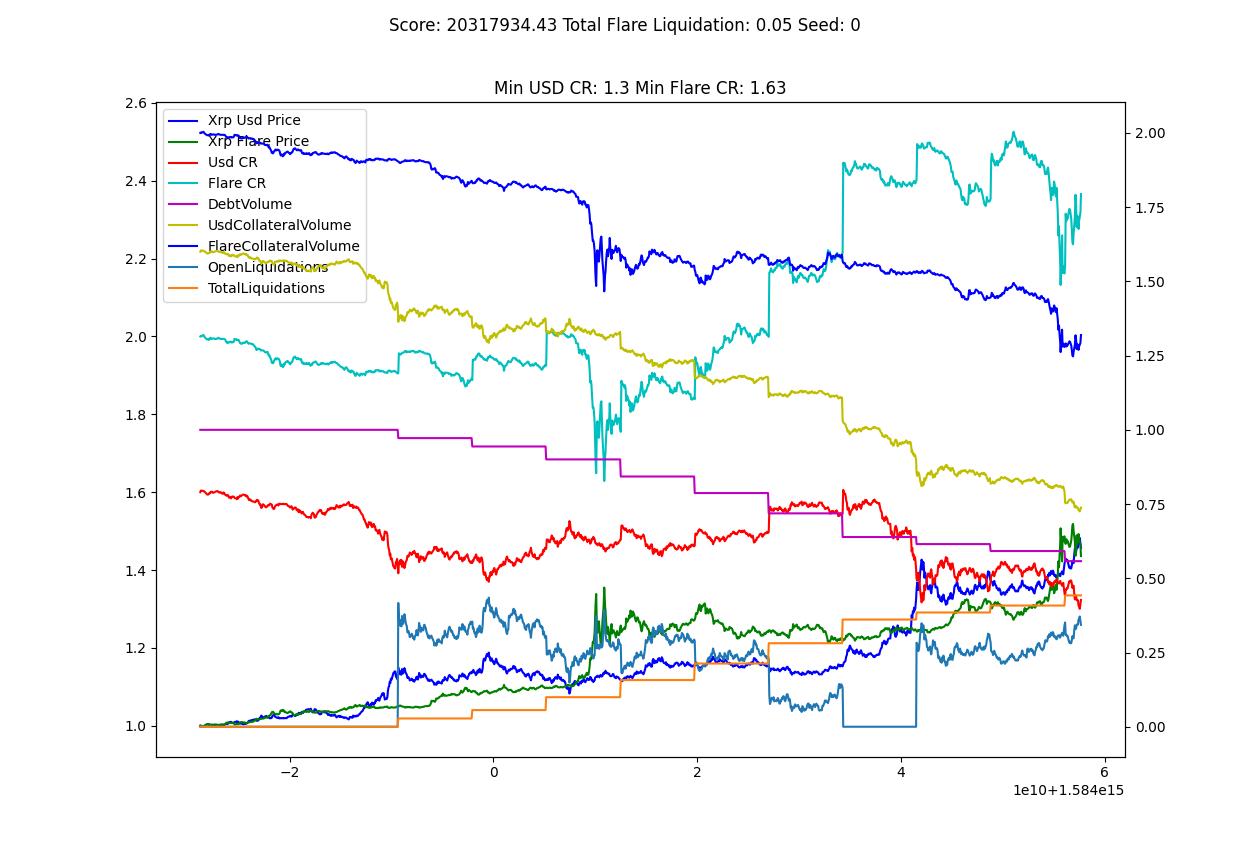 Score: 20317934.43 Total Flare Liquidation: 0.05 Seed: 0
Min USD CR: 1.3 Min Flare CR: 1.63
Xrp Usd Price
Xrp Flare Price
Usd CR
Flare CR
DebtVolume
UsdCollateralVolume
FlareCollateralVolume
OpenLiquidations
TotalLiquidations
2.6
2.4
2.2
2.0
1.8
1.6
1.4
1.2
1.0
2.00
1.75
1.50
1.25
1.00
0.75
0.50
0.25
0.00
−2 0 2 4 6
1e10+1.584e15